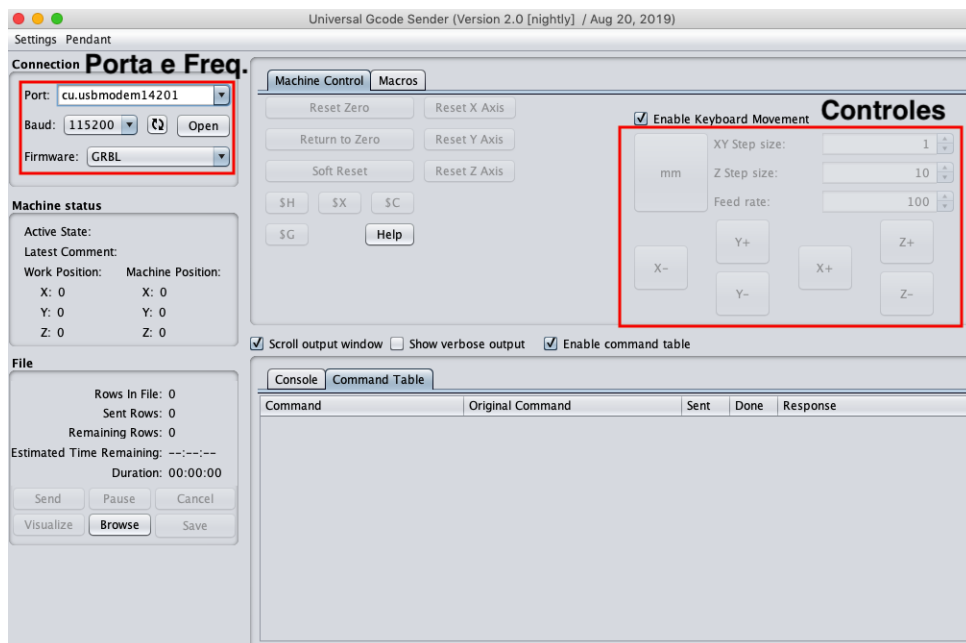 Universal Gcode Sender (Version 2.0 [nightly] / Aug 20, 2019)
Settings Pendant
Connection Porta e Freq.
Port: cu.usbmodem14201
Baud: 115200 Open
Firmware: GRBL
Machine status
Active State:
Latest Comment:
Work Position: Machine Position:
X: 0 X: 0
Y: 0 Y: 0
Z: 0 Z: 0
File
Rows In File: 0
Sent Rows: 0
Remaining Rows: 0
Estimated Time Remaining: --:--:--
Duration: 00:00:00
Send Pause Cancel
Visualize Browse Save
Machine Control Macros
Reset Zero Reset X Axis
Return to Zero Reset Y Axis
Soft Reset Reset Z Axis
$H $X $C
$G Help
Enable Keyboard Movement Controles
mm
XY Step size: 1
Z Step size: 10
Feed rate: 100
Y+ Z+
X- X+
Y- Z-
Scroll output window Show verbose output Enable command table
Console Command Table
Command Original Command Sent Done Response